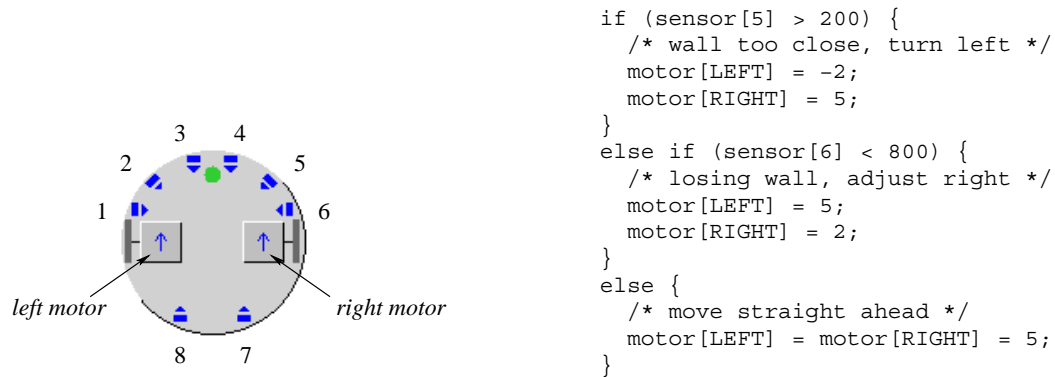 3 4
2 5
1 6
left motor right motor
8 7
if (sensor[5] > 200) {
/* wall too close, turn left */
motor[LEFT] = -2;
motor[RIGHT] = 5;
}
else if (sensor[6] < 800) {
/* losing wall, adjust right */
motor[LEFT] = 5;
motor[RIGHT] = 2;
}
else {
/* move straight ahead */
motor[LEFT] = motor[RIGHT] = 5;
}